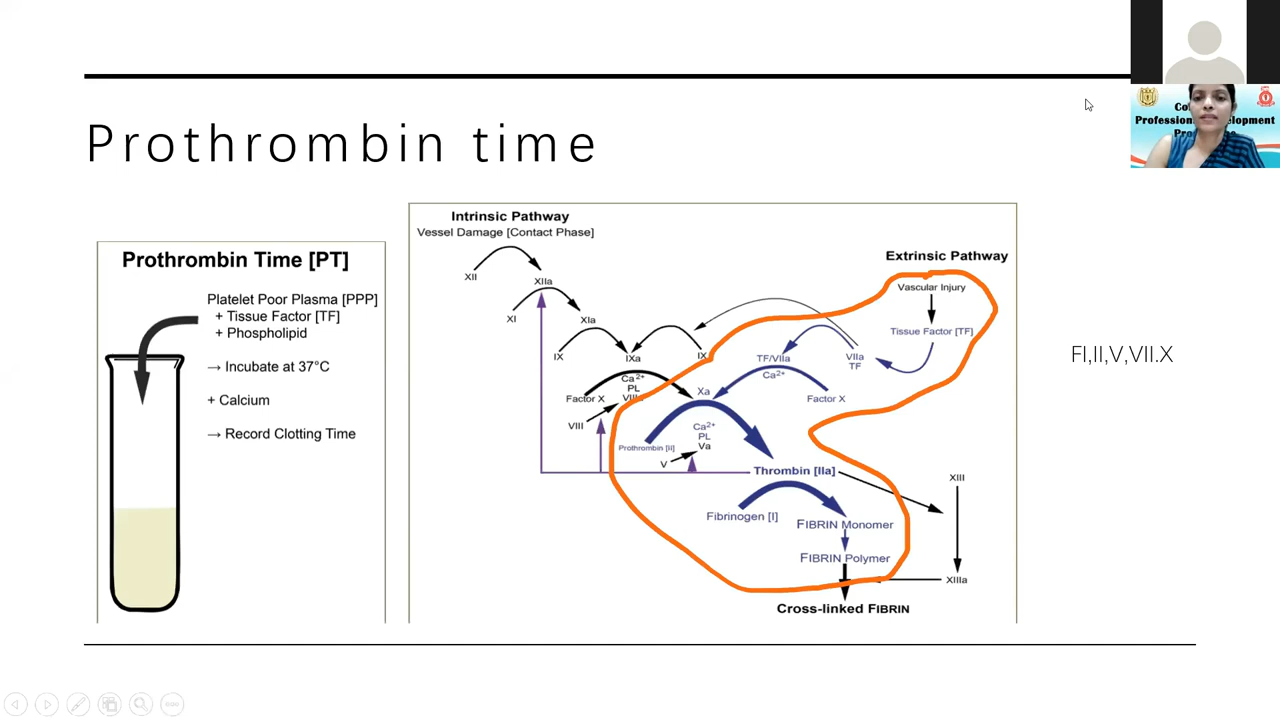 Prothrombin time
Prothrombin Time [PT]
Platelet Poor Plasma [PPP]
+ Tissue Factor [TF]
+ Phospholipid
→ Incubate at 37°C
+ Calcium
→ Record Clotting Time
Intrinsic Pathway
Vessel Damage [Contact Phase]
XII
XIIa
XI
XIa
IX
IXa
IX
Ca2+
PL
Factor X
VIII
Extrinsic Pathway
Vascular Injury
Tissue Factor [TF]
VIIa
TF
TF/VIIa
Ca2+
Factor X
Xa
Ca2+
PL
Va
Prothrombin [II]
V
Thrombin [IIa]
Fibrinogen [I]
FIBRIN Monomer
FIBRIN Polymer
Cross-linked FIBRIN
XIII
XIIIa
FI,II,V,VII.X
Professional